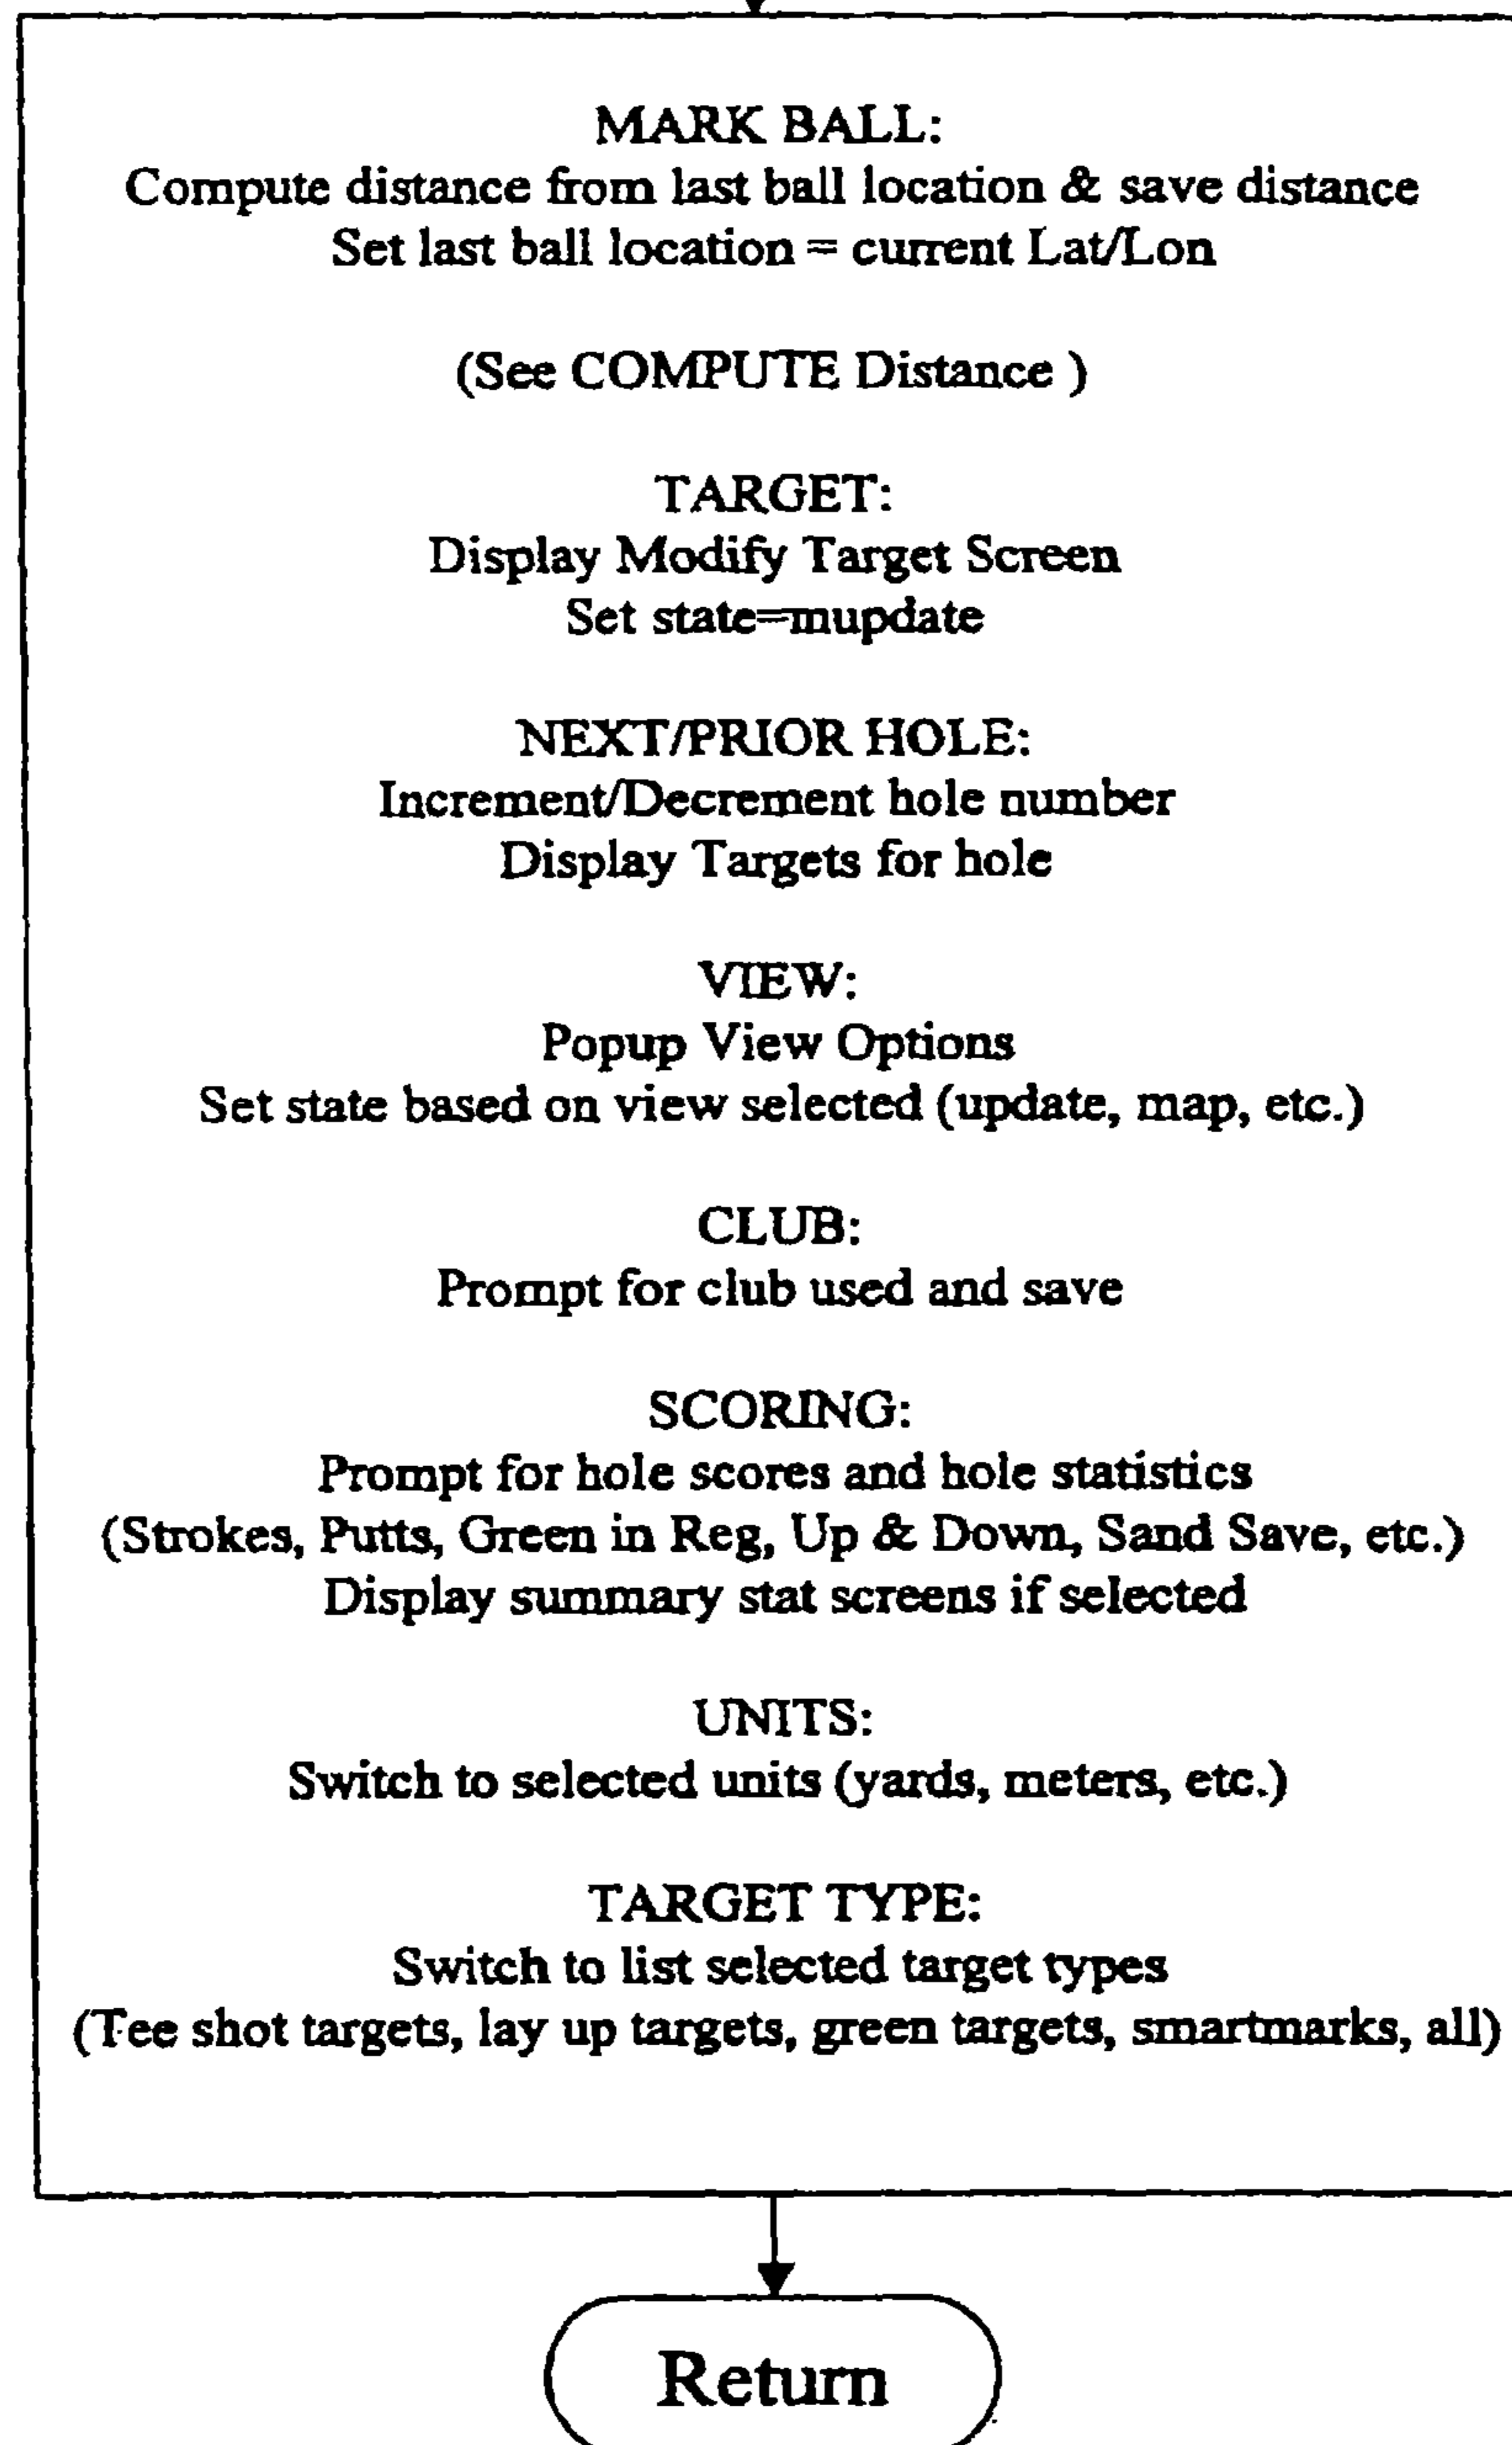 MARK BALL:
Compute distance from last ball location & save distance
Set last ball location = current Lat/Lon
(See COMPUTE Distance )
TARGET:
Display Modify Target Screen
Set state=mupdate
NEXT/PRIOR HOLE:
Increment/Decrement hole number
Display Targets for hole
VIEW:
Popup View Options
Set state based on view selected (update, map, etc.)
CLUB:
Prompt for club used and save
SCORING:
Prompt for hole scores and hole statistics
(Strokes, Putts, Green in Reg, Up & Down, Sand Save, etc.)
Display summary stat screens if selected
UNITS:
Switch to selected units (yards, meters, etc.)
TARGET TYPE:
Switch to list selected target types
(Tee shot targets, lay up targets, green targets, smartmarks, all)
Return